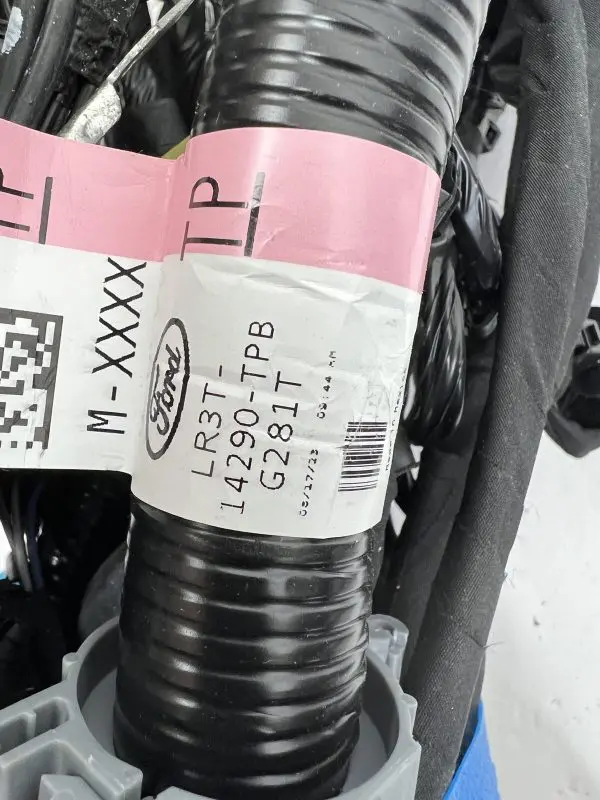 TP
TP
M-XXXX
Ford
LR3T-
14290-TPB
G281T